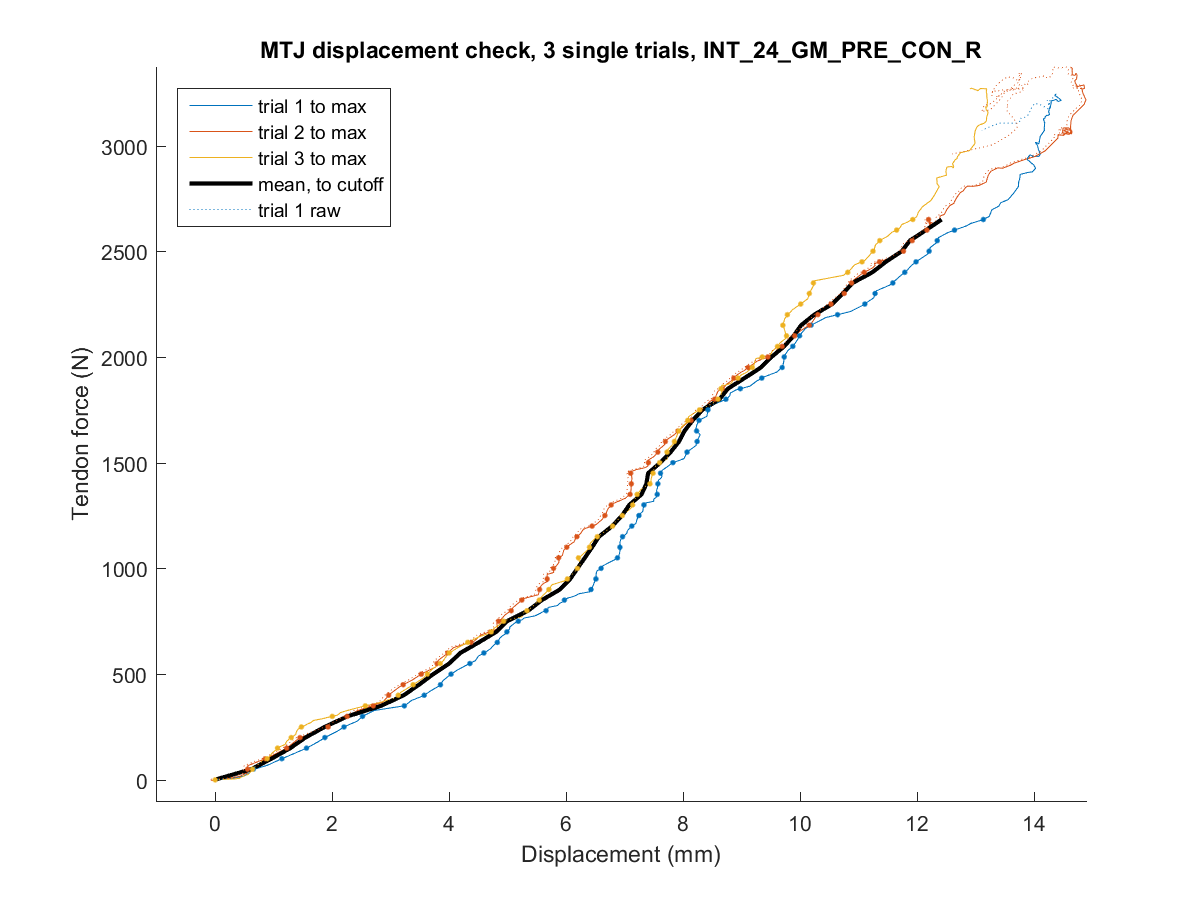 MTJ displacement check, 3 single trials, INT_24_GM_PRE_CON_R
trial 1 to max
trial 2 to max
trial 3 to max
mean, to cutoff
trial 1 raw
3000
2500
2000
1500
1000
500
0
Tendon force (N)
0 2 4 6 8 10 12 14
Displacement (mm)